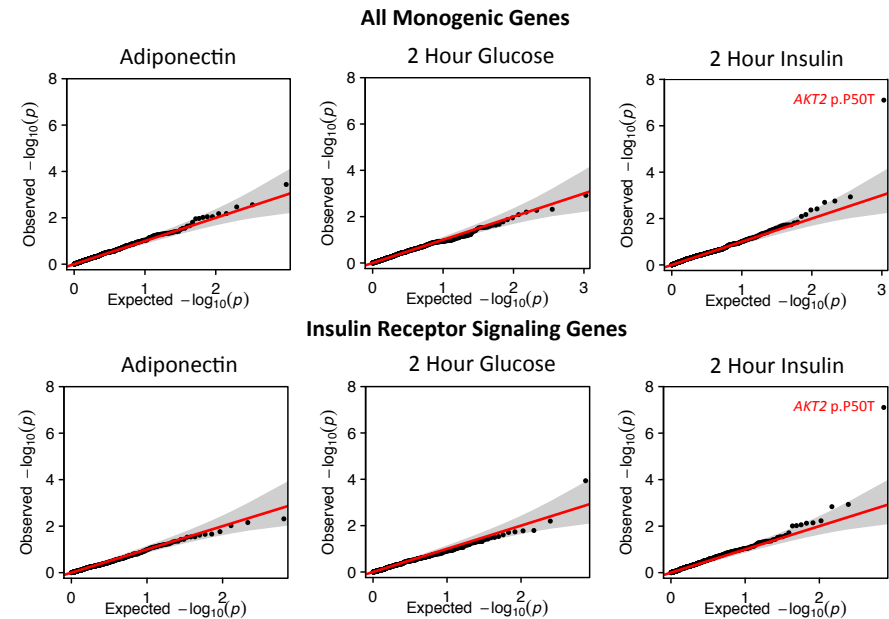 All Monogenic Genes
Adiponectin
2 Hour Glucose
2 Hour Insulin
8
6
4
2
0
Observed −log10(p)
0
1
2
Expected −log10(p)
8
6
4
2
0
Observed −log10(p)
0
1
2
3
Expected −log10(p)
AKT2 p.P50T
8
6
4
2
0
Observed −log10(p)
0
1
2
3
Expected −log10(p)
Insulin Receptor Signaling Genes
Adiponectin
2 Hour Glucose
2 Hour Insulin
8
6
4
2
0
Observed −log10(p)
0
1
2
Expected −log10(p)
8
6
4
2
0
Observed −log10(p)
0
1
2
Expected −log10(p)
AKT2 p.P50T
8
6
4
2
0
Observed −log10(p)
0
1
2
Expected −log10(p)